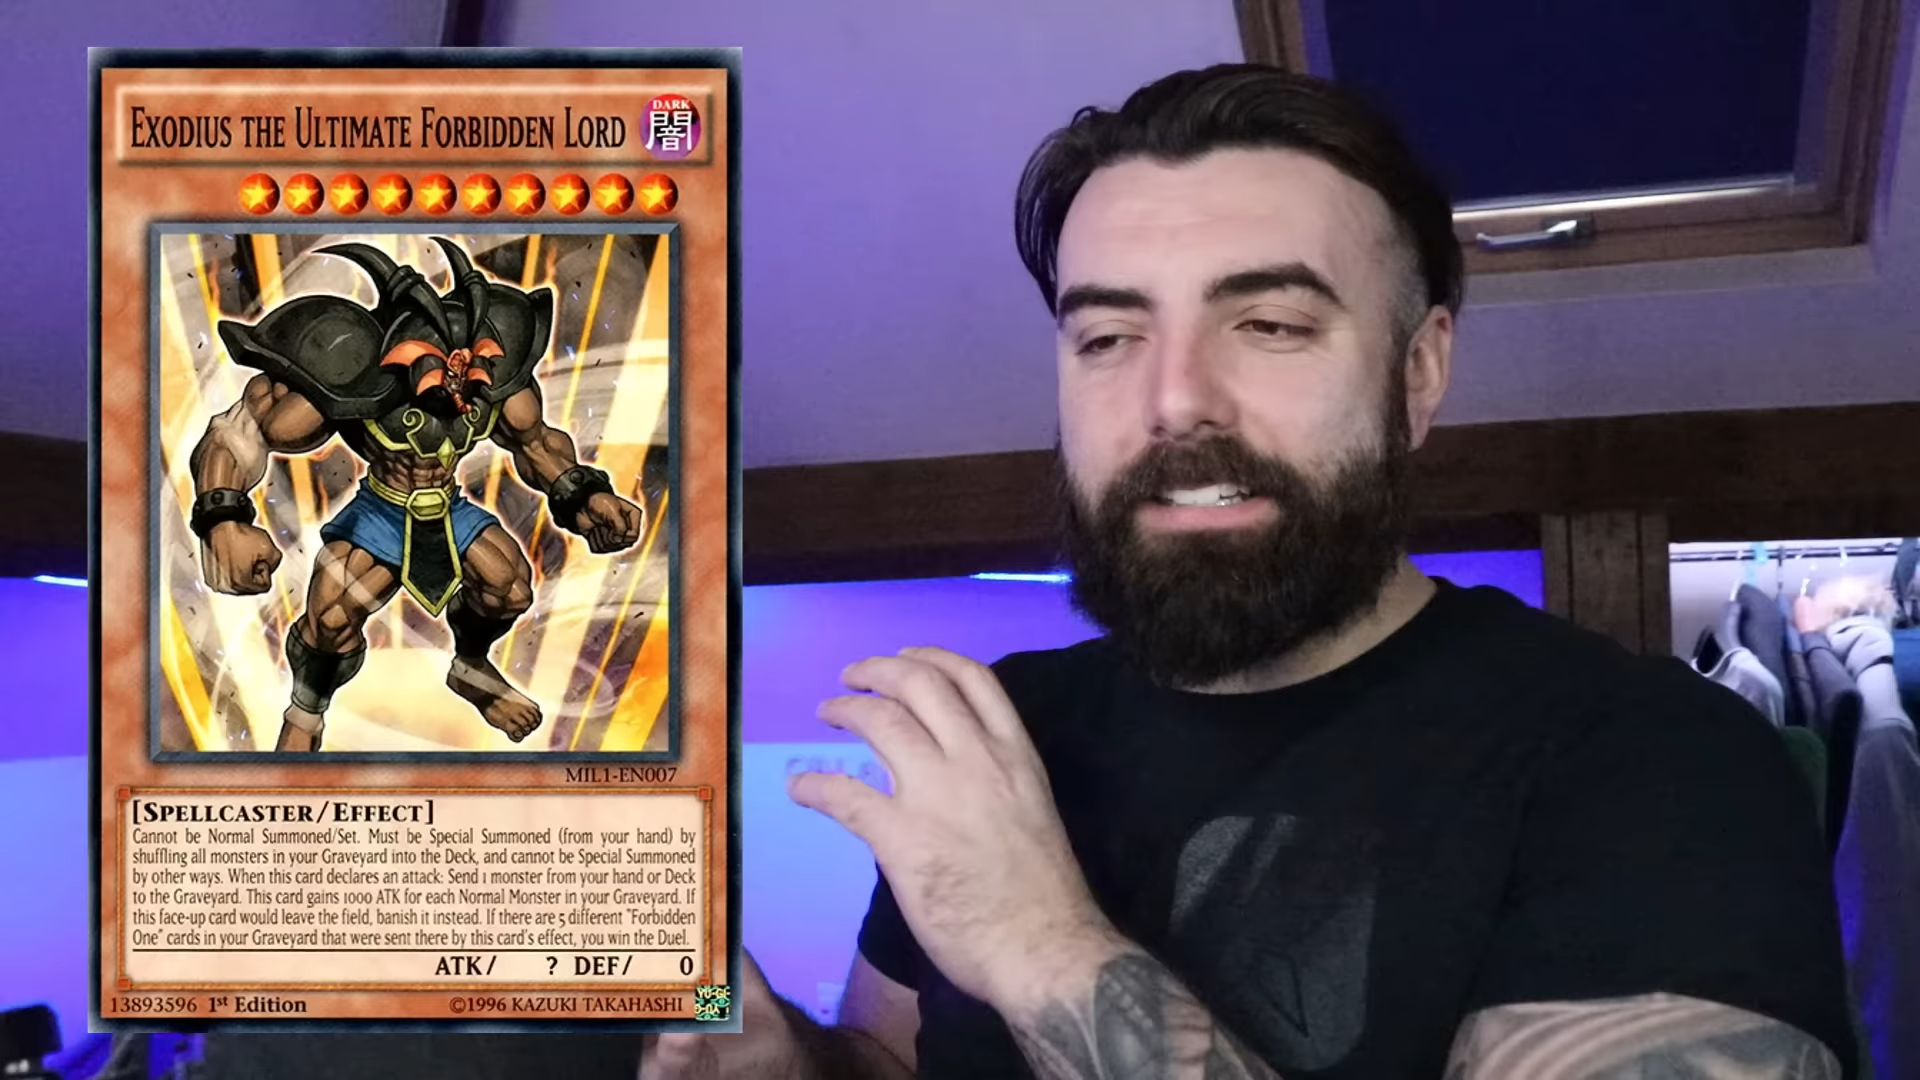 EXODIUS THE ULTIMATE FORBIDDEN LORD
DARK
闇
MIL1-EN007
[SPELLCASTER/EFFECT]
Cannot be Normal Summoned/Set. Must be Special Summoned (from your hand) by
shuffling all monsters in your Graveyard into the Deck, and cannot be Special Summoned
by other ways. When this card declares an attack: Send 1 monster from your hand or Deck
to the Graveyard. This card gains 1000 ATK for each Normal Monster in your Graveyard. If
this face-up card would leave the field, banish it instead. If there are 5 different "Forbidden
One" cards in your Graveyard that were sent there by this card's effect, you win the Duel.
ATK/ ? DEF/ 0
13893596 1st Edition ©1996 KAZUKI TAKAHASHI